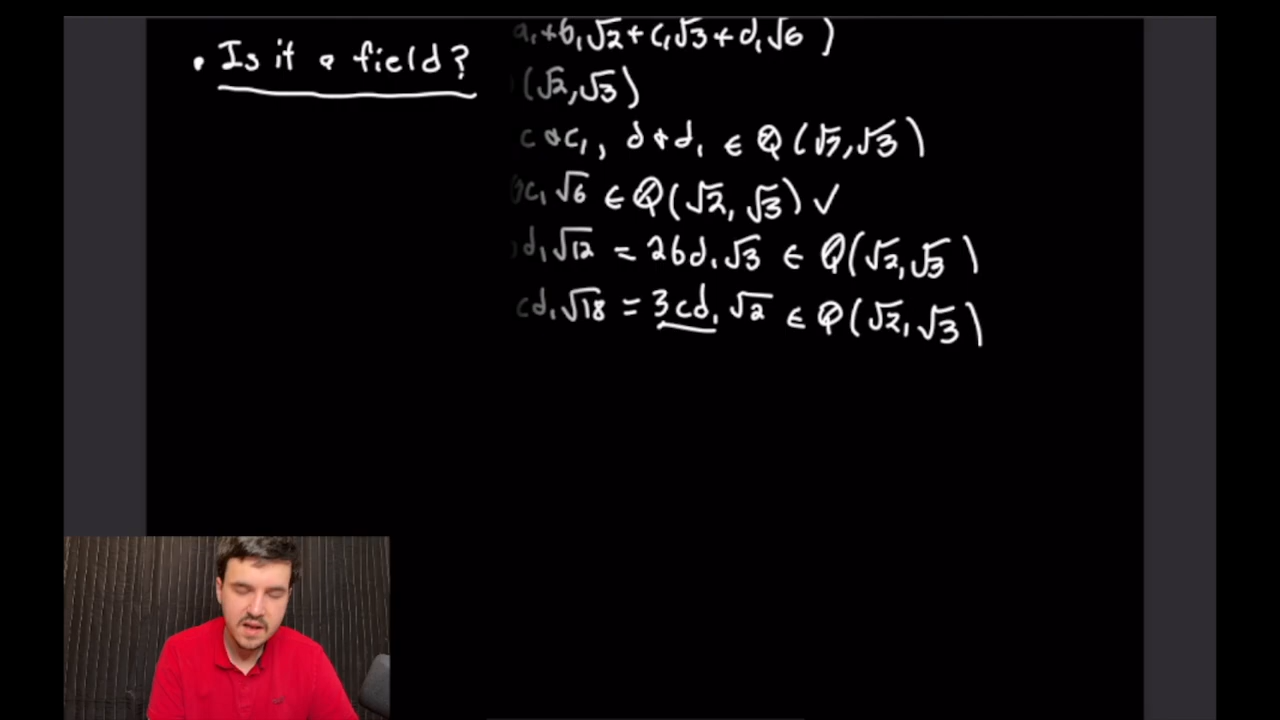 • Is it a field?
a₁+b₁√2+c₁√3+d₁√6)
(√2,√3)
c+c₁, d+d₁ ∈ Q(√2,√3)
bc₁√6 ∈ Q(√2,√3) ✓
d₁√12 = 2bd₁√3 ∈ Q(√2,√3)
cd₁√18 = 3cd₁√2 ∈ Q(√2,√3)